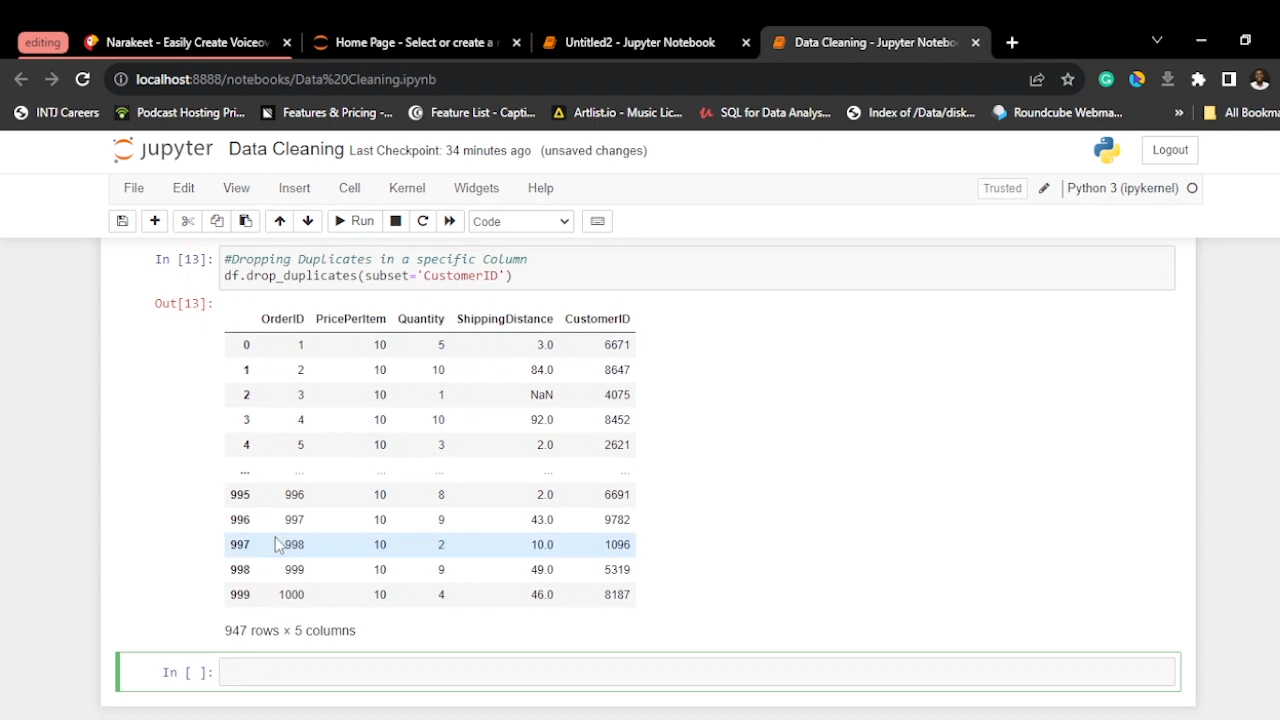 editing
Narakeet - Easily Create Voiceov
Home Page - Select or create a n
Untitled2 - Jupyter Notebook
Data Cleaning - Jupyter Notebo
localhost:8888/notebooks/Data%20Cleaning.ipynb
INTJ Careers
Podcast Hosting Pri...
Features & Pricing -...
Feature List - Capti...
Artlist.io - Music Lic...
SQL for Data Analys...
Index of /Data/disk...
Roundcube Webma...
»
All Bookma
jupyter Data Cleaning Last Checkpoint: 34 minutes ago (unsaved changes)
Logout
File Edit View Insert Cell Kernel Widgets Help
Trusted
Python 3 (ipykernel)
Run
Code
In [13]: #Dropping Duplicates in a specific Column
df.drop_duplicates(subset='CustomerID')
Out[13]:
OrderID PricePerItem Quantity ShippingDistance CustomerID
0 1 10 5 3.0 6671
1 2 10 10 84.0 8647
2 3 10 1 NaN 4075
3 4 10 10 92.0 8452
4 5 10 3 2.0 2621
... ... ... ... ... ...
995 996 10 8 2.0 6691
996 997 10 9 43.0 9782
997 998 10 2 10.0 1096
998 999 10 9 49.0 5319
999 1000 10 4 46.0 8187
947 rows × 5 columns
In [ ]: